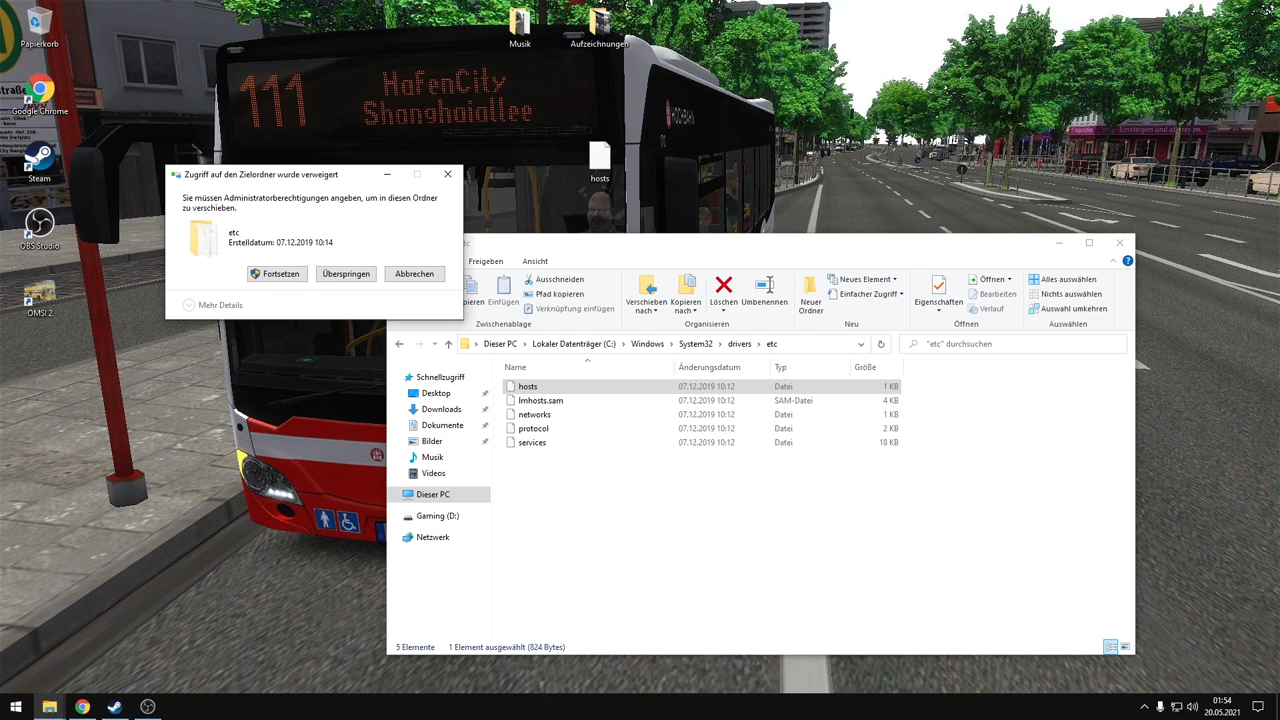 Papierkorb
Google Chrome
Steam
OBS Studio
OMSI 2
Musik
Aufzeichnungen
hosts
111
HafenCity
Shanghaiallee
HOCHBAHN
Einsteigen und abfahren.
Zugriff auf den Zielordner wurde verweigert
Sie müssen Administratorberechtigungen angeben, um in diesen Ordner
zu verschieben.
etc
Erstelldatum: 07.12.2019 10:14
Fortsetzen
Überspringen
Abbrechen
Mehr Details
etc
Freigeben
Ansicht
Einfügen
Ausschneiden
Pfad kopieren
Verknüpfung einfügen
Zwischenablage
Verschieben
nach
Kopieren
nach
Löschen
Umbenennen
Organisieren
Neuer
Ordner
Neues Element
Einfacher Zugriff
Neu
Eigenschaften
Öffnen
Bearbeiten
Verlauf
Öffnen
Alles auswählen
Nichts auswählen
Auswahl umkehren
Auswählen
Dieser PC > Lokaler Datenträger (C:) > Windows > System32 > drivers > etc
"etc" durchsuchen
Schnellzugriff
Desktop
Downloads
Dokumente
Bilder
Musik
Videos
Dieser PC
Gaming (D:)
Netzwerk
Name Änderungsdatum Typ Größe
hosts 07.12.2019 10:12 Datei 1 KB
lmhosts.sam 07.12.2019 10:12 SAM-Datei 4 KB
networks 07.12.2019 10:12 Datei 1 KB
protocol 07.12.2019 10:12 Datei 2 KB
services 07.12.2019 10:12 Datei 18 KB
5 Elemente 1 Element ausgewählt (824 Bytes)
01:54
20.05.2021